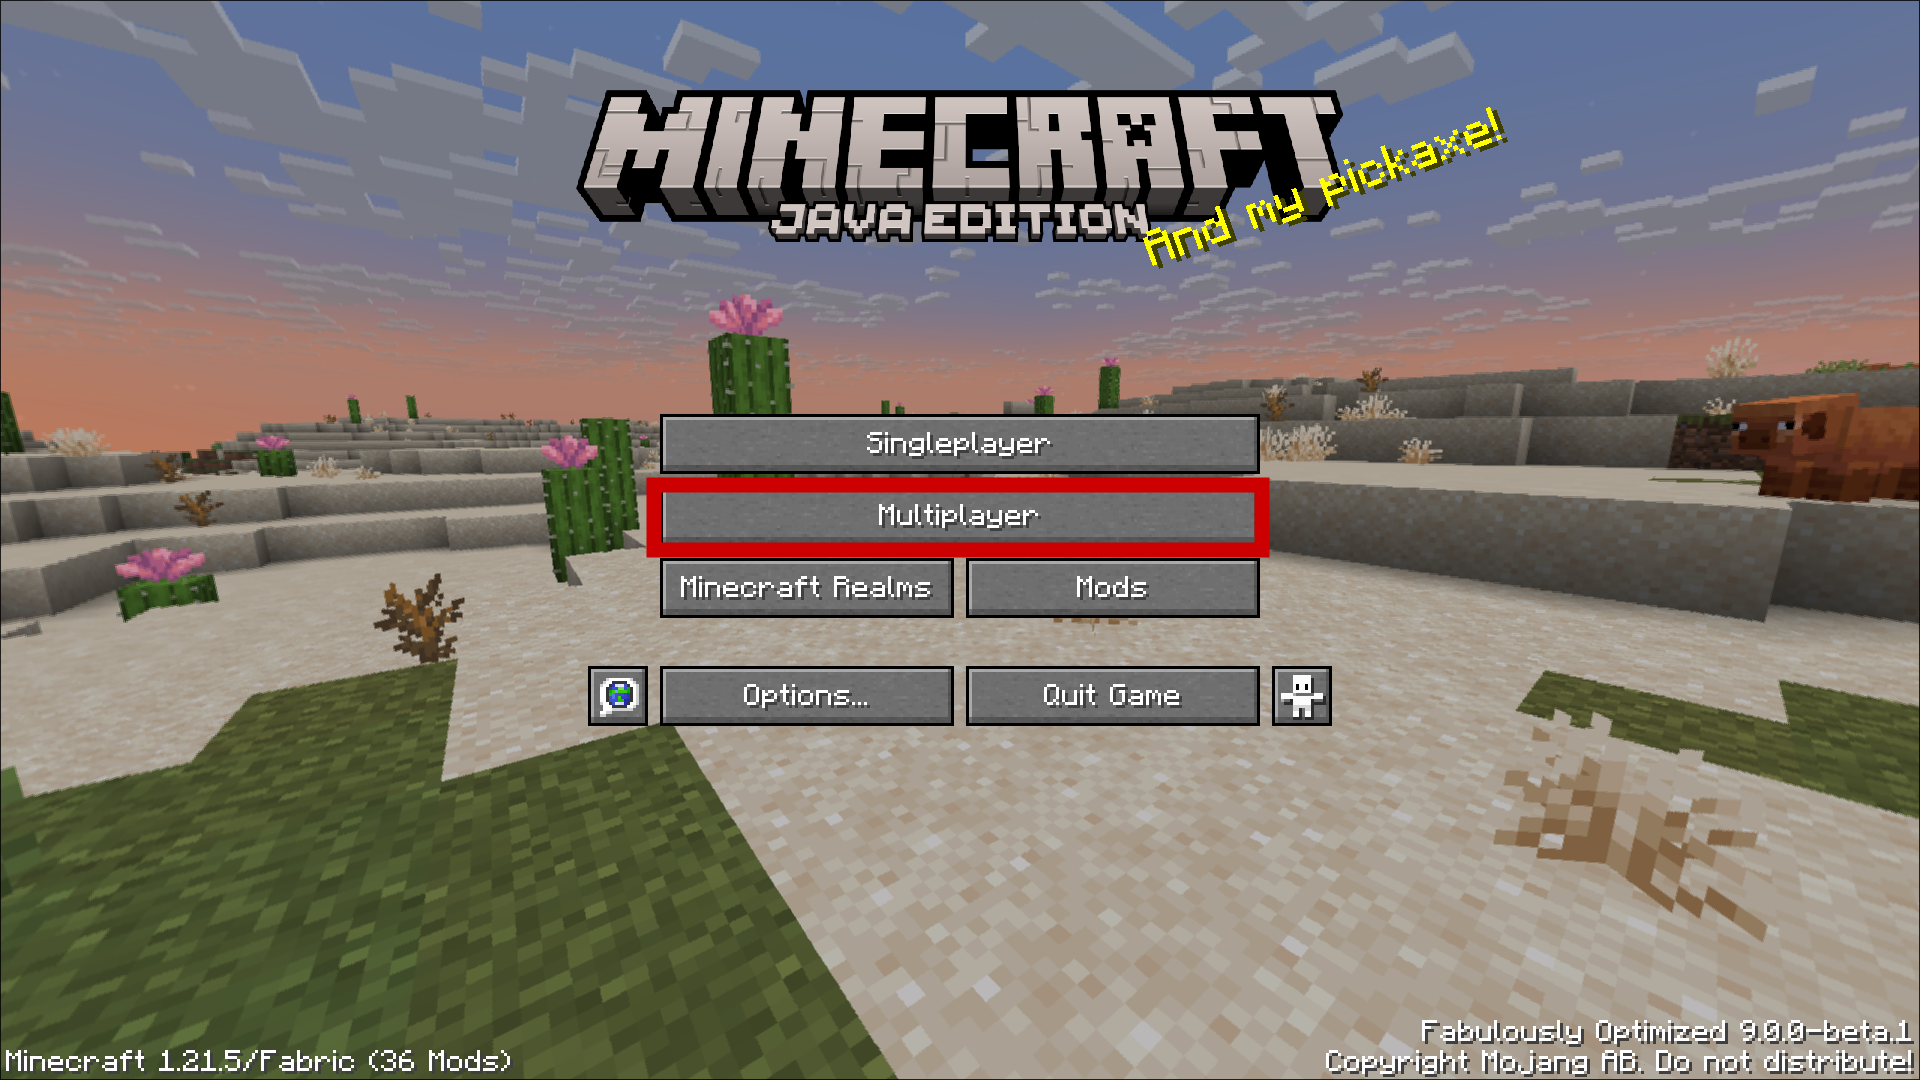 MINECRAFT
JAVA EDITION
And my pickaxe!
Singleplayer
Multiplayer
Minecraft Realms
Mods
Options...
Quit Game
Fabulously Optimized 9.0.0-beta.1
Minecraft 1.21.5/Fabric (36 Mods)
Copyright Mojang AB. Do not distribute!